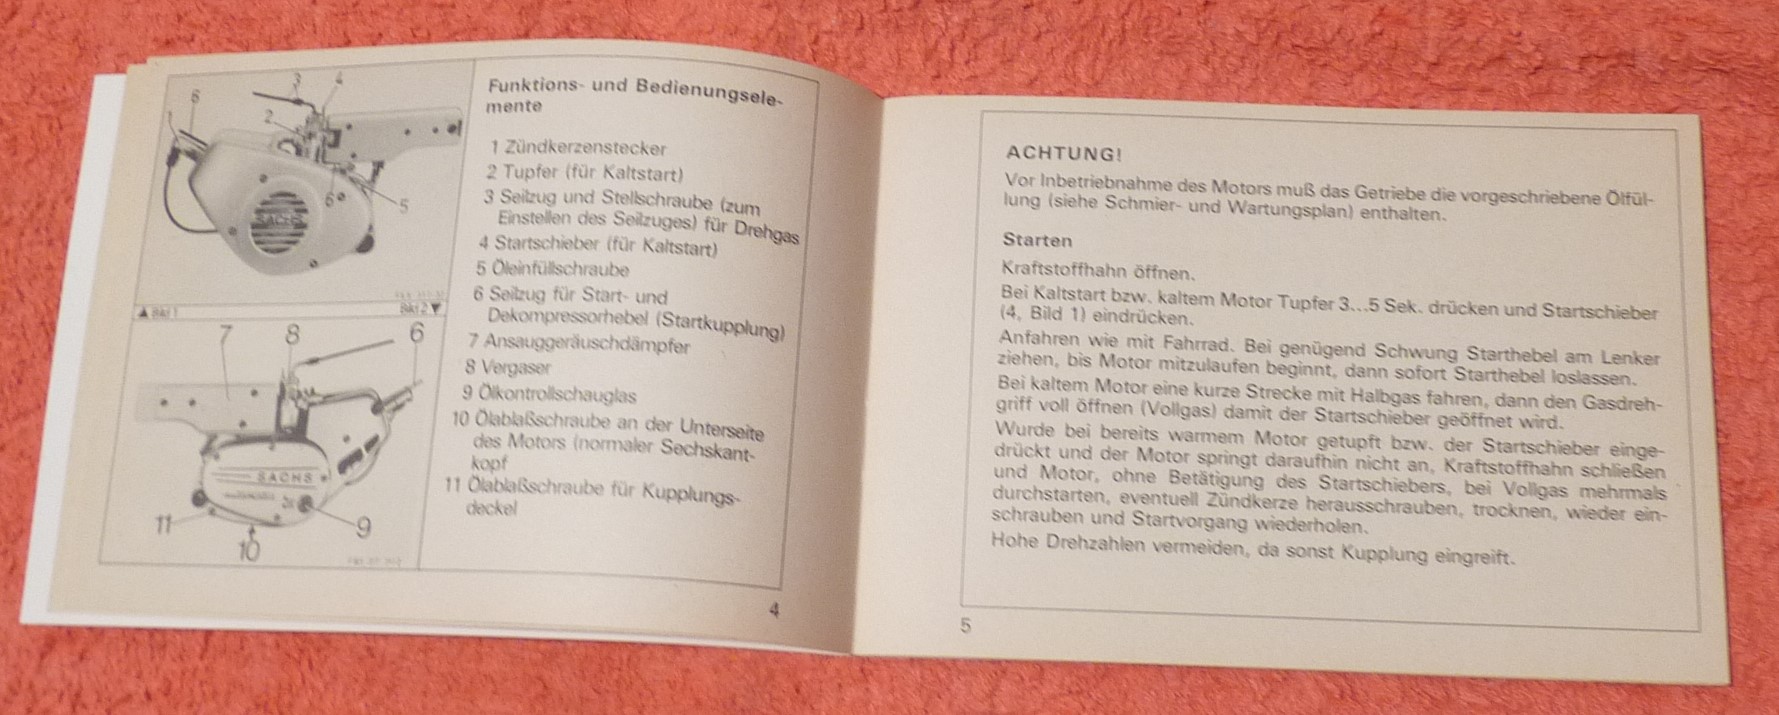 6
1
3
4
2
6
5
SACHS
▲ Bild 1
Bild 2 ▼
7
8
6
SACHS
11
10
9
Funktions- und Bedienungsele-
mente
1 Zündkerzenstecker
2 Tupfer (für Kaltstart)
3 Seilzug und Stellschraube (zum
Einstellen des Seilzuges) für Drehgas
4 Startschieber (für Kaltstart)
5 Öleinfüllschraube
6 Seilzug für Start- und
Dekompressorhebel (Startkupplung)
7 Ansauggeräuschdämpfer
8 Vergaser
9 Ölkontrollschauglas
10 Ölablaßschraube an der Unterseite
des Motors (normaler Sechskant-
kopf
11 Ölablaßschraube für Kupplungs-
deckel
4
ACHTUNG!
Vor Inbetriebnahme des Motors muß das Getriebe die vorgeschriebene Ölfül-
lung (siehe Schmier- und Wartungsplan) enthalten.
Starten
Kraftstoffhahn öffnen.
Bei Kaltstart bzw. kaltem Motor Tupfer 3...5 Sek. drücken und Startschieber
(4, Bild 1) eindrücken.
Anfahren wie mit Fahrrad. Bei genügend Schwung Starthebel am Lenker
ziehen, bis Motor mitzulaufen beginnt, dann sofort Starthebel loslassen.
Bei kaltem Motor eine kurze Strecke mit Halbgas fahren, dann den Gasdreh-
griff voll öffnen (Vollgas) damit der Startschieber geöffnet wird.
Wurde bei bereits warmem Motor getupft bzw. der Startschieber einge-
drückt und der Motor springt daraufhin nicht an, Kraftstoffhahn schließen
und Motor, ohne Betätigung des Startschiebers, bei Vollgas mehrmals
durchstarten, eventuell Zündkerze herausschrauben, trocknen, wieder ein-
schrauben und Startvorgang wiederholen.
Hohe Drehzahlen vermeiden, da sonst Kupplung eingreift.
5